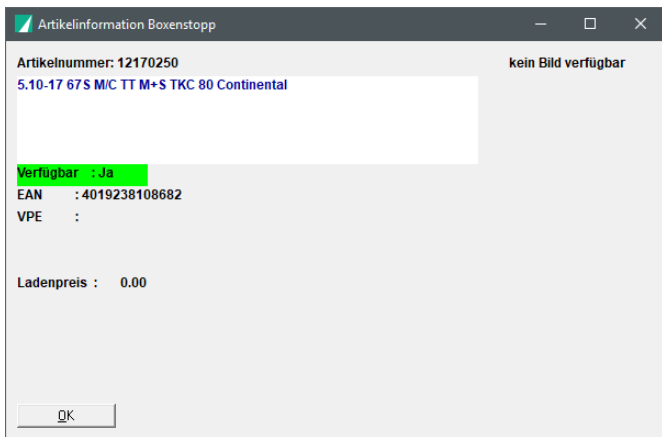 Artikelinformation Boxenstopp
Artikelnummer: 12170250
kein Bild verfügbar
5.10-17 67S M/C TT M+S TKC 80 Continental
Verfügbar : Ja
EAN : 4019238108682
VPE :
Ladenpreis : 0.00
OK